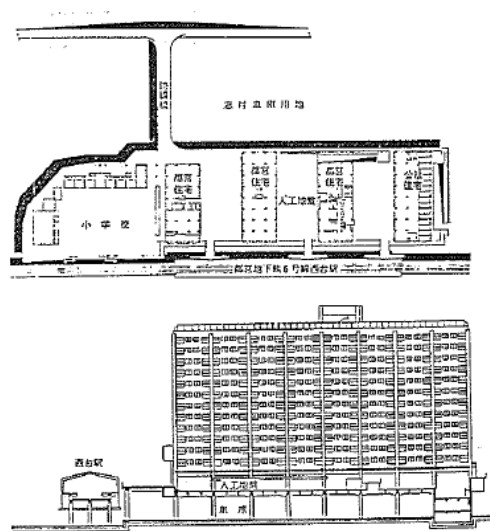 志村車両用地
都営
住宅
都営
住宅
都営
住宅
公社
住宅
人工地盤
小学校
都営地下鉄6号線西台駅
西台駅
人工地盤
車庫